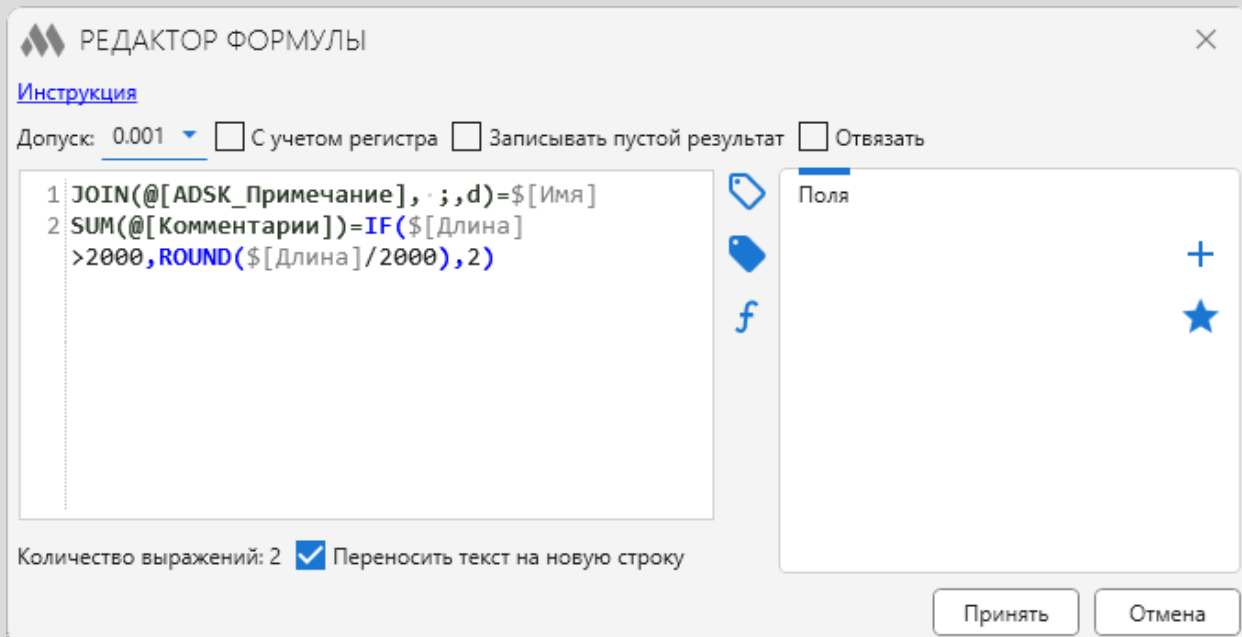 РЕДАКТОР ФОРМУЛЫ
Инструкция
Допуск: 0.001 С учетом регистра Записывать пустой результат Отвязать
1 JOIN(@[ADSK_Примечание], ·;,d)=$[Имя]
2 SUM(@[Комментарии])=IF($[Длина]
>2000,ROUND($[Длина]/2000),2)
Поля
Количество выражений: 2 Переносить текст на новую строку
Принять Отмена